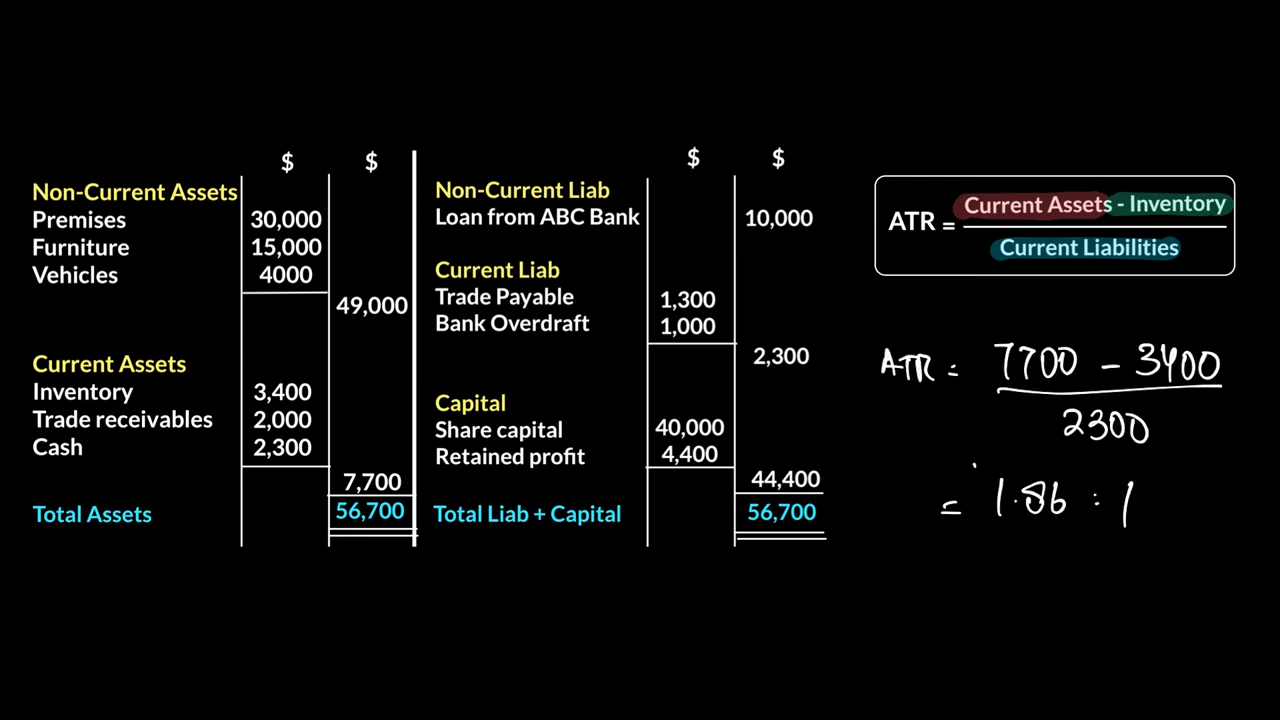 $ $
Non-Current Assets
Premises 30,000
Furniture 15,000
Vehicles 4000
49,000
Current Assets
Inventory 3,400
Trade receivables 2,000
Cash 2,300
7,700
Total Assets 56,700
$ $
Non-Current Liab
Loan from ABC Bank 10,000
Current Liab
Trade Payable 1,300
Bank Overdraft 1,000
2,300
Capital
Share capital 40,000
Retained profit 4,400
44,400
Total Liab + Capital 56,700
Current Assets - Inventory
ATR =
Current Liabilities
7700 - 3400
ATR =
2300
= 1.86 : 1